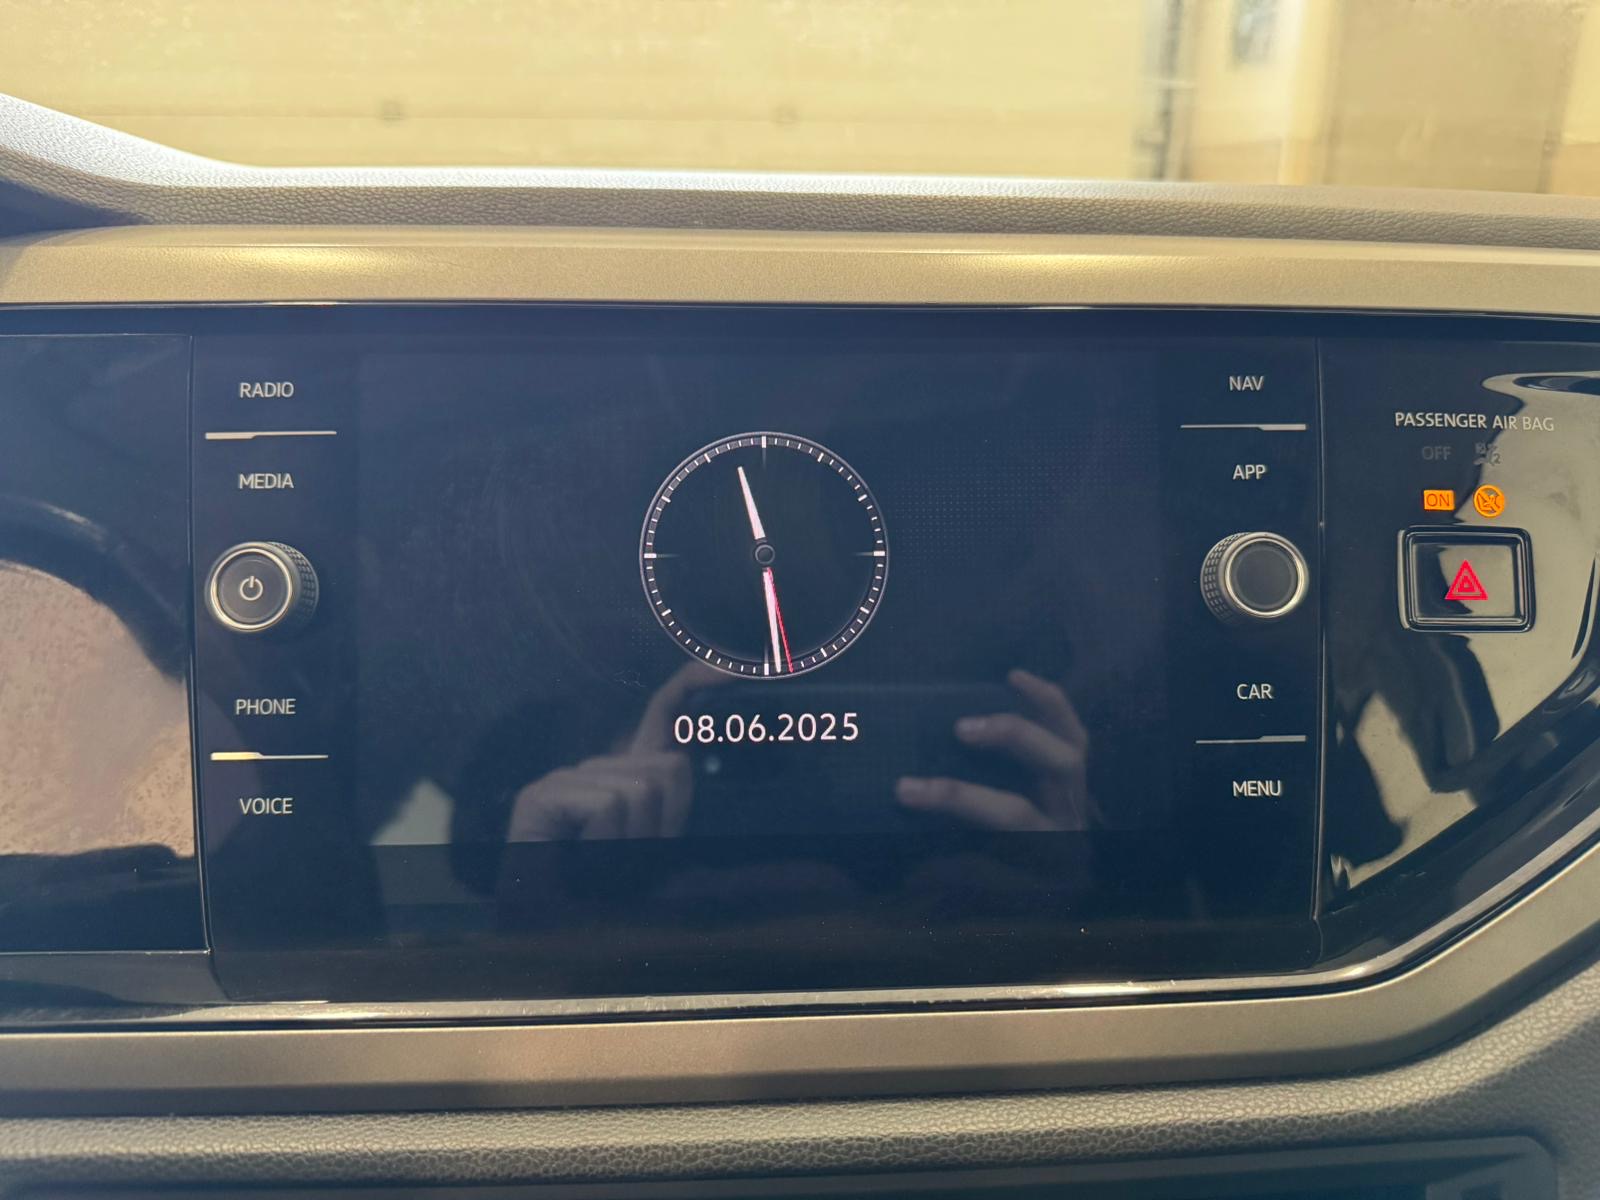 RADIO
MEDIA
PHONE
VOICE
08.06.2025
NAV
APP
CAR
MENU
PASSENGER AIR BAG
OFF
ON